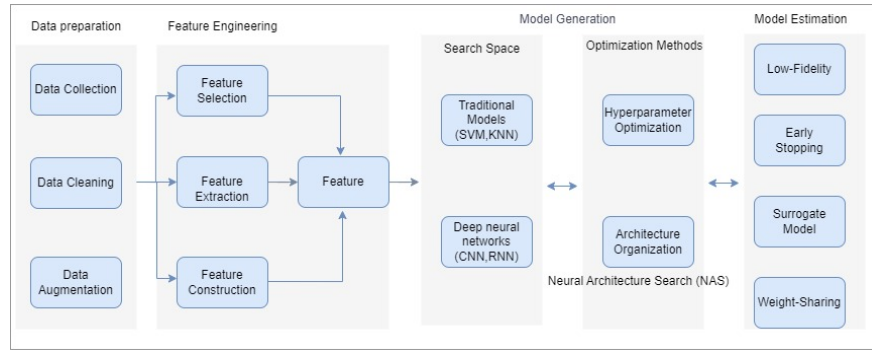 Data preparation
Feature Engineering
Model Generation
Model Estimation
Search Space
Optimization Methods
Data Collection
Data Cleaning
Data
Augmentation
Feature
Selection
Feature
Extraction
Feature
Construction
Feature
Traditional
Models
(SVM,KNN)
Deep neural
networks
(CNN,RNN)
Hyperparameter
Optimization
Architecture
Organization
Neural Architecture Search (NAS)
Low-Fidelity
Early
Stopping
Surrogate
Model
Weight-Sharing